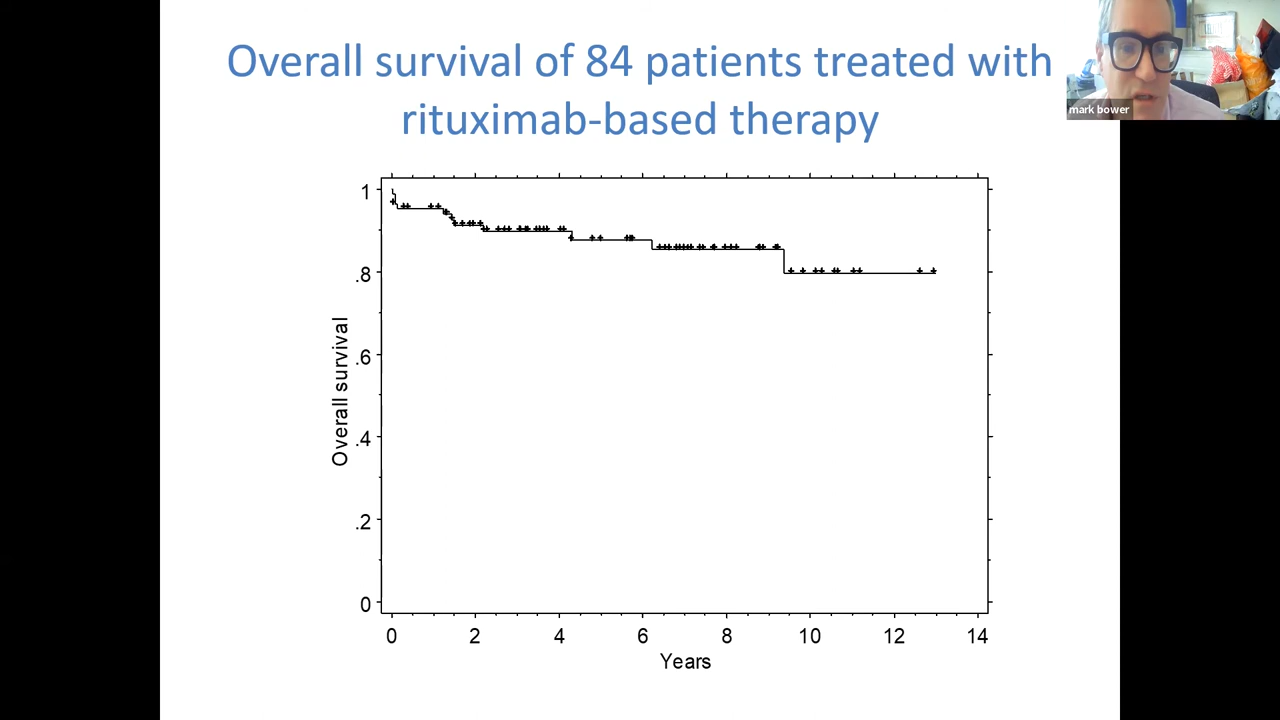 Overall survival of 84 patients treated with
rituximab-based therapy
mark bower
1
.8
.6
.4
.2
0
Overall survival
0 2 4 6 8 10 12 14
Years